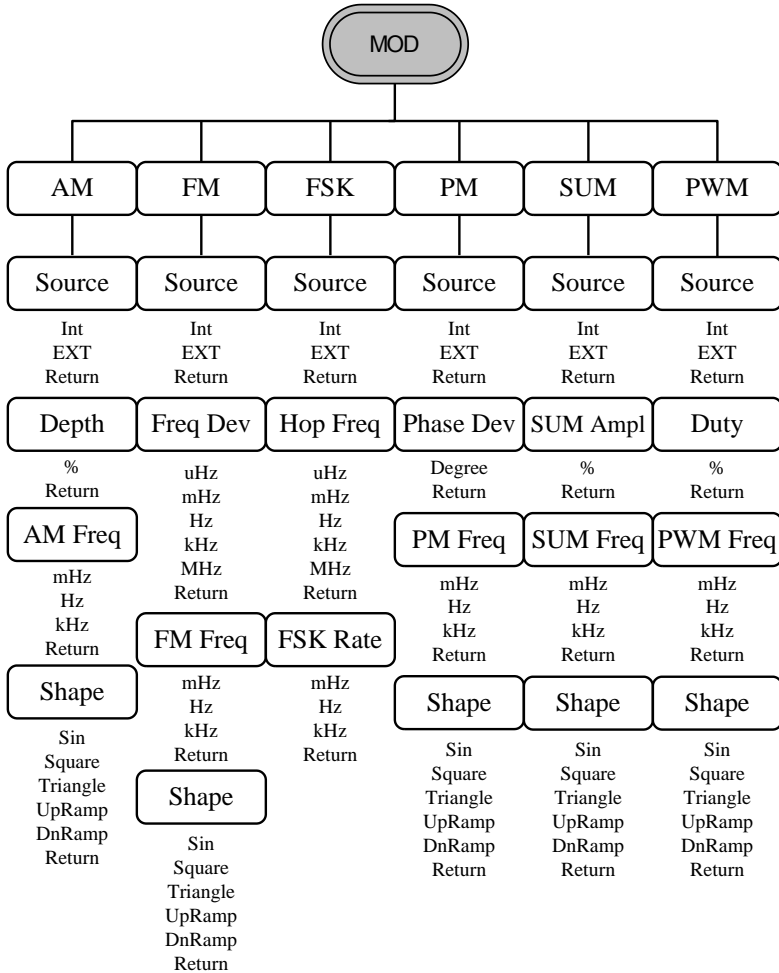 MOD
AM FM FSK PM SUM PWM
Source Source Source Source Source Source
Int Int Int Int Int Int
EXT EXT EXT EXT EXT EXT
Return Return Return Return Return Return
Depth Freq Dev Hop Freq Phase Dev SUM Ampl Duty
% uHz uHz Degree % %
Return mHz mHz Return Return Return
AM Freq Hz Hz PM Freq SUM Freq PWM Freq
mHz kHz kHz mHz mHz mHz
Hz MHz MHz Hz Hz Hz
kHz Return Return kHz kHz kHz
Return FM Freq FSK Rate Return Return Return
Shape mHz mHz Shape Shape Shape
Sin Hz Hz Sin Sin Sin
Square kHz kHz Square Square Square
Triangle Return Return Triangle Triangle Triangle
UpRamp Shape UpRamp UpRamp UpRamp
DnRamp Sin DnRamp DnRamp DnRamp
Return Square Return Return Return
Triangle
UpRamp
DnRamp
Return